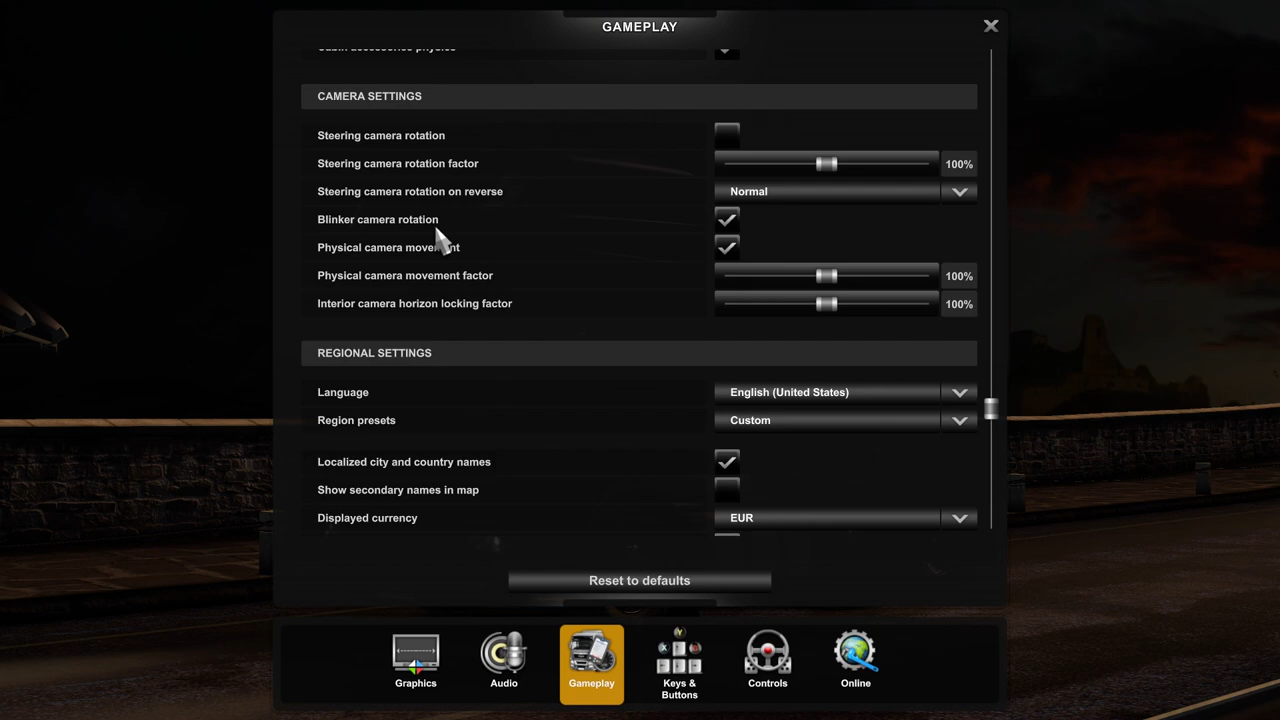 GAMEPLAY
Cabin accessories physics
CAMERA SETTINGS
Steering camera rotation
Steering camera rotation factor 100%
Steering camera rotation on reverse Normal
Blinker camera rotation
Physical camera movement
Physical camera movement factor 100%
Interior camera horizon locking factor 100%
REGIONAL SETTINGS
Language English (United States)
Region presets Custom
Localized city and country names
Show secondary names in map
Displayed currency EUR
Reset to defaults
Graphics Audio Gameplay Keys & Buttons Controls Online